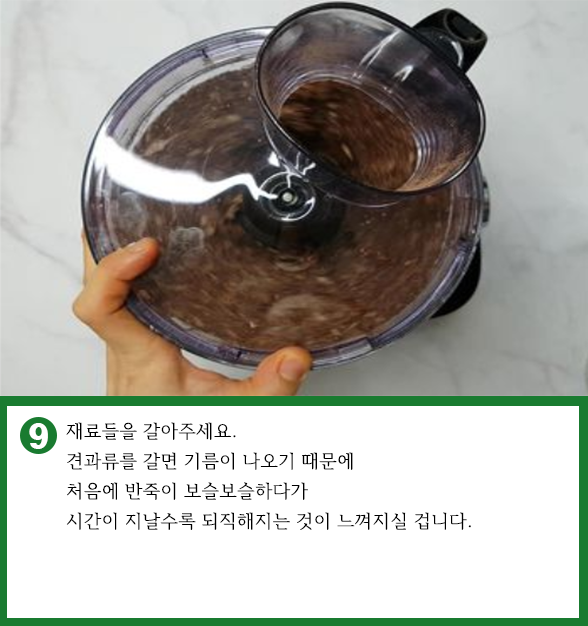 9 재료들을 갈아주세요.
견과류를 갈면 기름이 나오기 때문에
처음에 반죽이 보슬보슬하다가
시간이 지날수록 되직해지는 것이 느껴지실 겁니다.